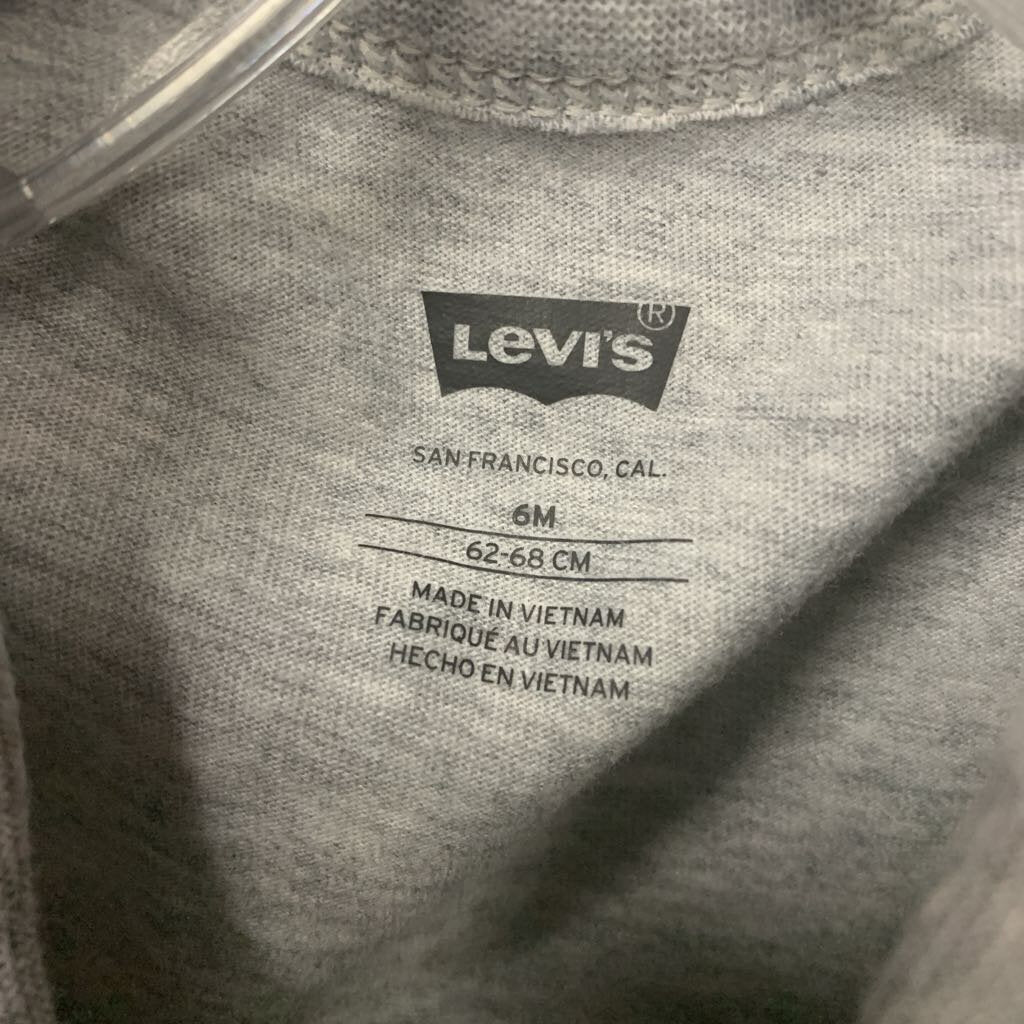 Levi's®
SAN FRANCISCO, CAL.
6M
62-68 CM
MADE IN VIETNAM
FABRIQUÉ AU VIETNAM
HECHO EN VIETNAM